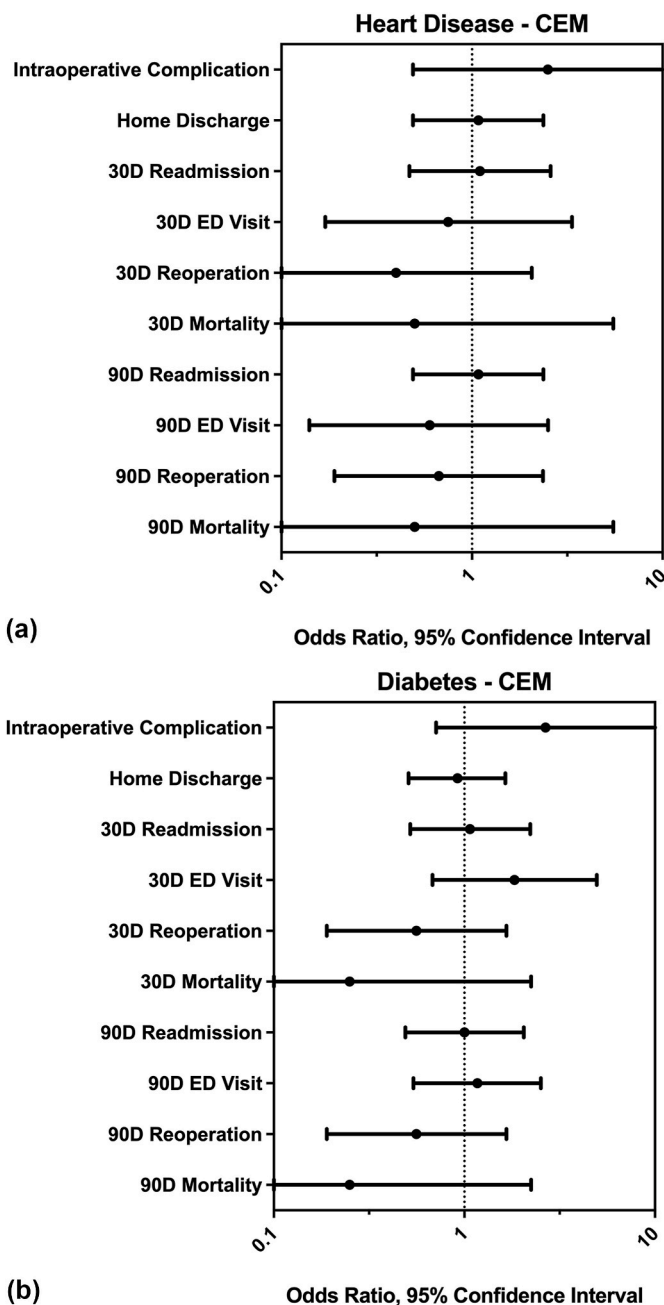 Heart Disease - CEM
Intraoperative Complication
Home Discharge
30D Readmission
30D ED Visit
30D Reoperation
30D Mortality
90D Readmission
90D ED Visit
90D Reoperation
90D Mortality
0.1
1
10
(a)
Odds Ratio, 95% Confidence Interval
Diabetes - CEM
Intraoperative Complication
Home Discharge
30D Readmission
30D ED Visit
30D Reoperation
30D Mortality
90D Readmission
90D ED Visit
90D Reoperation
90D Mortality
0.1
1
10
(b)
Odds Ratio, 95% Confidence Interval